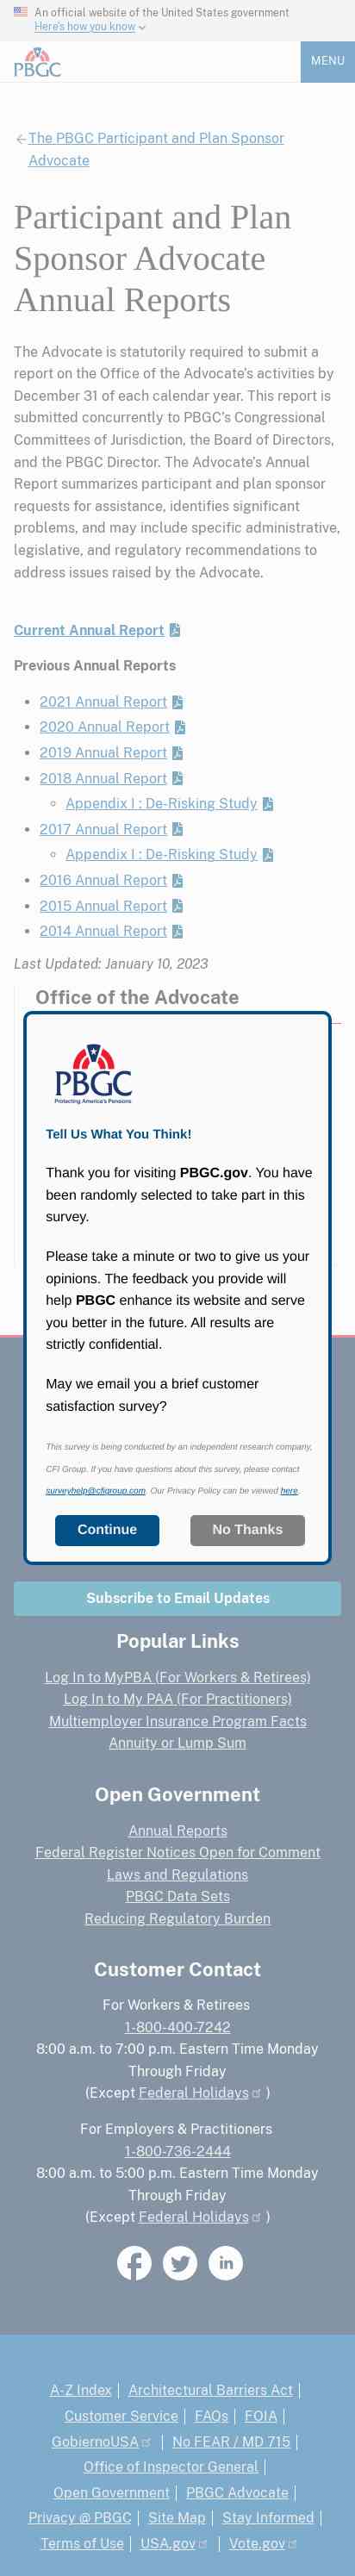 An official website of the United States government
Here's how you know
PBGC
MENU
The PBGC Participant and Plan Sponsor
Advocate
Participant and Plan
Sponsor Advocate
Annual Reports
The Advocate is statutorily required to submit a
report on the Office of the Advocate's activities by
December 31 of each calendar year. This report is
submitted concurrently to PBGC's Congressional
Committees of Jurisdiction, the Board of Directors,
and the PBGC Director. The Advocate's Annual
Report summarizes participant and plan sponsor
requests for assistance, identifies significant
problems, and may include specific administrative,
legislative, and regulatory recommendations to
address issues raised by the Advocate.
Current Annual Report
Previous Annual Reports
2021 Annual Report
2020 Annual Report
2019 Annual Report
2018 Annual Report
Appendix I : De-Risking Study
2017 Annual Report
Appendix I : De-Risking Study
2016 Annual Report
2015 Annual Report
2014 Annual Report
Last Updated: January 10, 2023
Office of the Advocate
PBGC
Protecting America's Pensions
Tell Us What You Think!
Thank you for visiting PBGC.gov. You have
been randomly selected to take part in this
survey.
Please take a minute or two to give us your
opinions. The feedback you provide will
help PBGC enhance its website and serve
you better in the future. All results are
strictly confidential.
May we email you a brief customer
satisfaction survey?
This survey is being conducted by an independent research company,
CFI Group. If you have questions about this survey, please contact
surveyhelp@cfigroup.com. Our Privacy Policy can be viewed here.
Continue
No Thanks
Subscribe to Email Updates
Popular Links
Log In to MyPBA (For Workers & Retirees)
Log In to My PAA (For Practitioners)
Multiemployer Insurance Program Facts
Annuity or Lump Sum
Open Government
Annual Reports
Federal Register Notices Open for Comment
Laws and Regulations
PBGC Data Sets
Reducing Regulatory Burden
Customer Contact
For Workers & Retirees
1-800-400-7242
8:00 a.m. to 7:00 p.m. Eastern Time Monday
Through Friday
(Except Federal Holidays )
For Employers & Practitioners
1-800-736-2444
8:00 a.m. to 5:00 p.m. Eastern Time Monday
Through Friday
(Except Federal Holidays )
A-Z Index | Architectural Barriers Act |
Customer Service | FAQs | FOIA |
GobiernoUSA | No FEAR / MD 715 |
Office of Inspector General |
Open Government | PBGC Advocate |
Privacy @ PBGC | Site Map | Stay Informed |
Terms of Use | USA.gov | Vote.gov